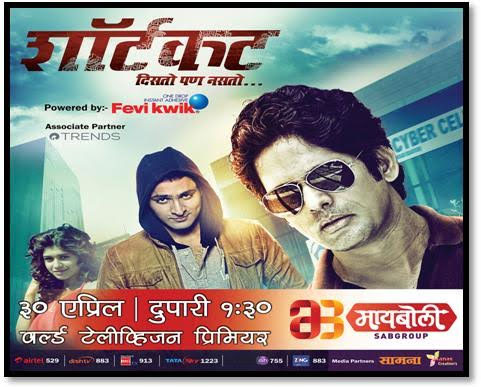 शॉर्टकट
दिसतो पण नसतो...
ONE DROP
INSTANT ADHESIVE
Powered by:- Fevi kwik
Associate Partner
TRENDS
CYBER CEL
३० एप्रिल | दुपारी १:३०
वर्ल्ड टेलीव्हिजन प्रिमियर
मायबोली
SABGROUP
airtel 529 dishtv 883 913 TATA sky 1223 755 ZING 883 Media Partners सामना